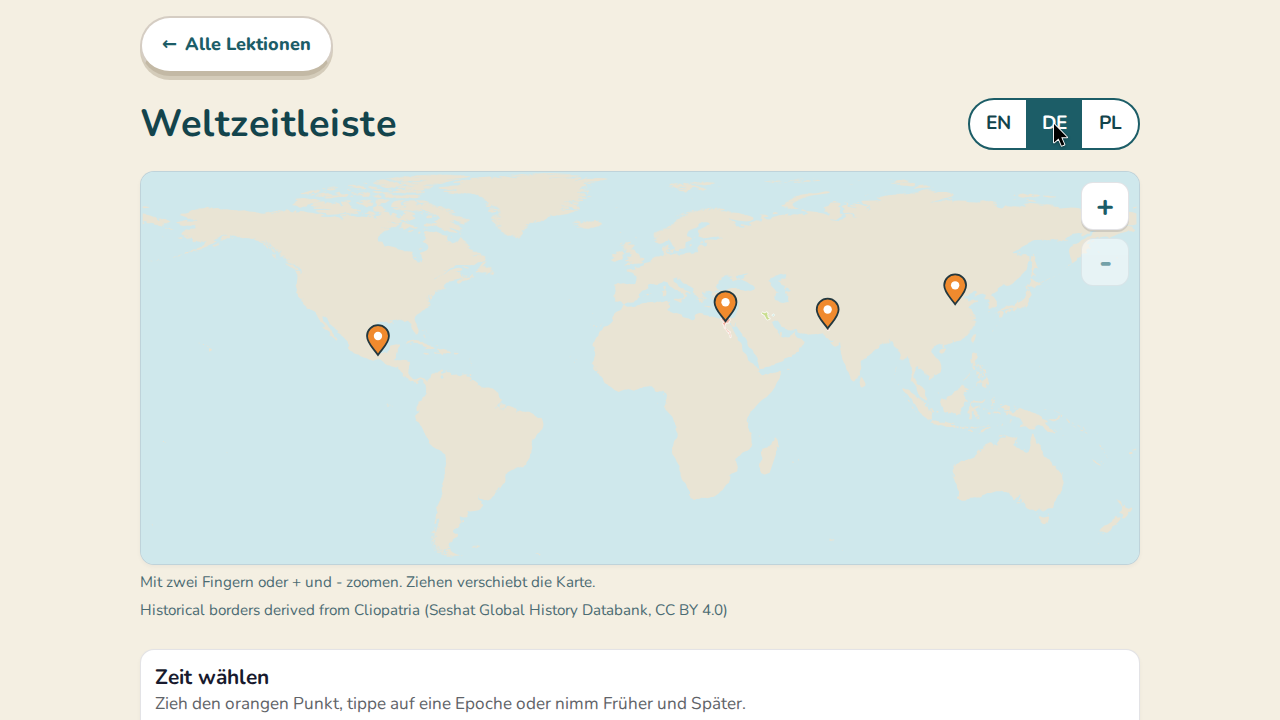 ← Alle Lektionen
Weltzeitleiste
EN DE PL
+
-
Mit zwei Fingern oder + und - zoomen. Ziehen verschiebt die Karte.
Historical borders derived from Cliopatria (Seshat Global History Databank, CC BY 4.0)
Zeit wählen
Zieh den orangen Punkt, tippe auf eine Epoche oder nimm Früher und Später.